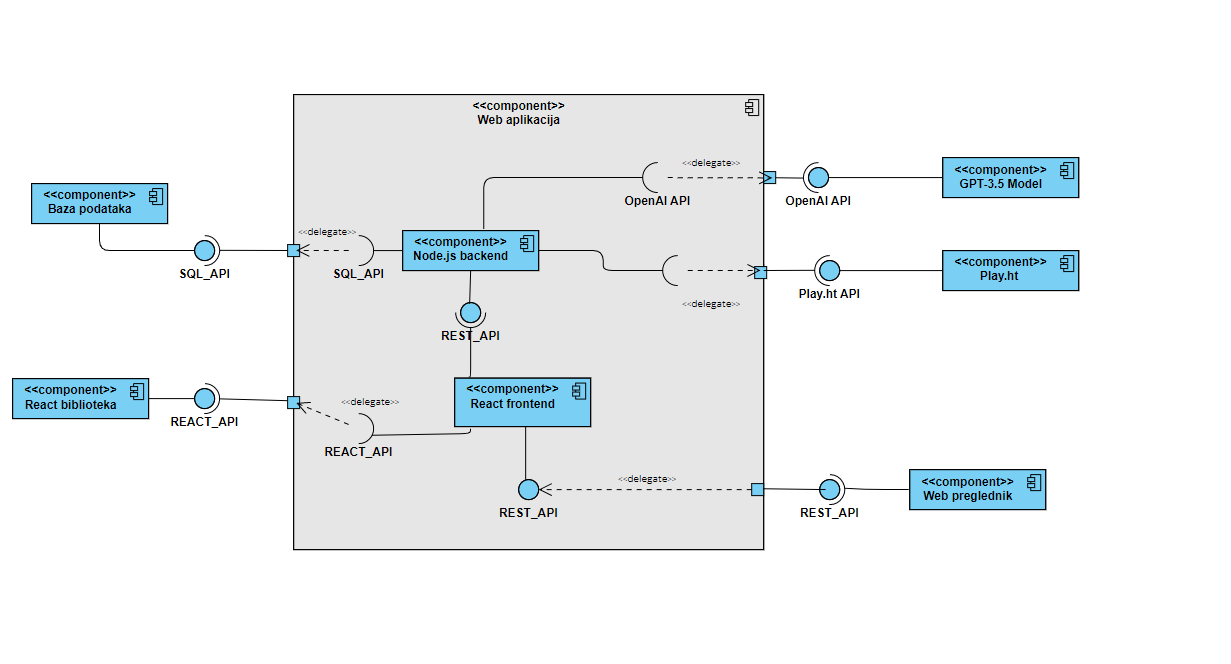 <<component>>
Web aplikacija
<<delegate>>
<<component>>
GPT-3.5 Model
OpenAI API
OpenAI API
<<component>>
Baza podataka
<<delegate>>
SQL_API
SQL_API
<<component>>
Node.js backend
<<component>>
Play.ht
Play.ht API
<<delegate>>
REST_API
<<component>>
React biblioteka
REACT_API
<<delegate>>
REACT_API
<<component>>
React frontend
<<delegate>>
REST_API
REST_API
<<component>>
Web preglednik